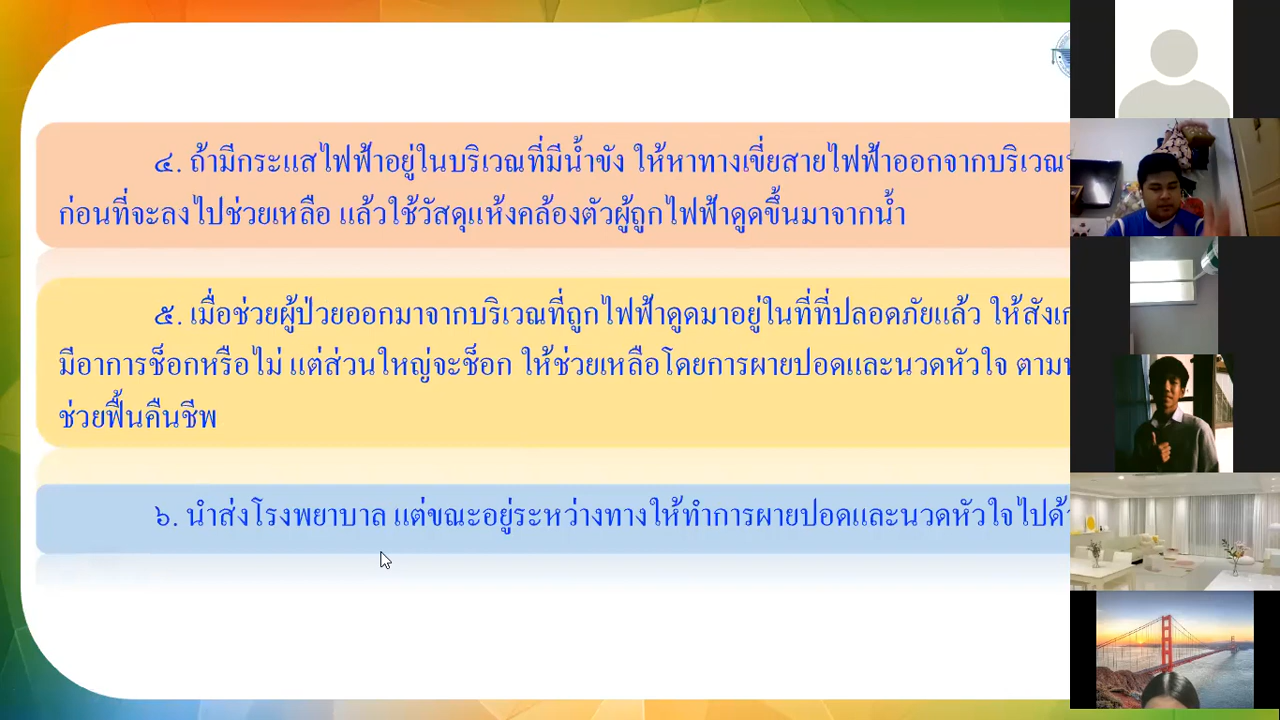 ๔. ถ้ามีกระแสไฟฟ้าอยู่ในบริเวณที่มีน้ำขัง ให้หาทางเขี่ยสายไฟฟ้าออกจากบริเวณ
ก่อนที่จะลงไปช่วยเหลือ แล้วใช้วัสดุแห้งคล้องตัวผู้ถูกไฟฟ้าดูดขึ้นมาจากน้ำ
๕. เมื่อช่วยผู้ป่วยออกมาจากบริเวณที่ถูกไฟฟ้าดูดมาอยู่ในที่ที่ปลอดภัยแล้ว ให้
มีอาการช็อกหรือไม่ แต่ส่วนใหญ่จะช็อก ให้ช่วยเหลือโดยการผายปอดและนวดหัวใจ
ช่วยฟื้นคืนชีพ
๖. นำส่งโรงพยาบาล แต่ขณะอยู่ระหว่างทางให้ทำการผายปอดและนวดหัวใจไป